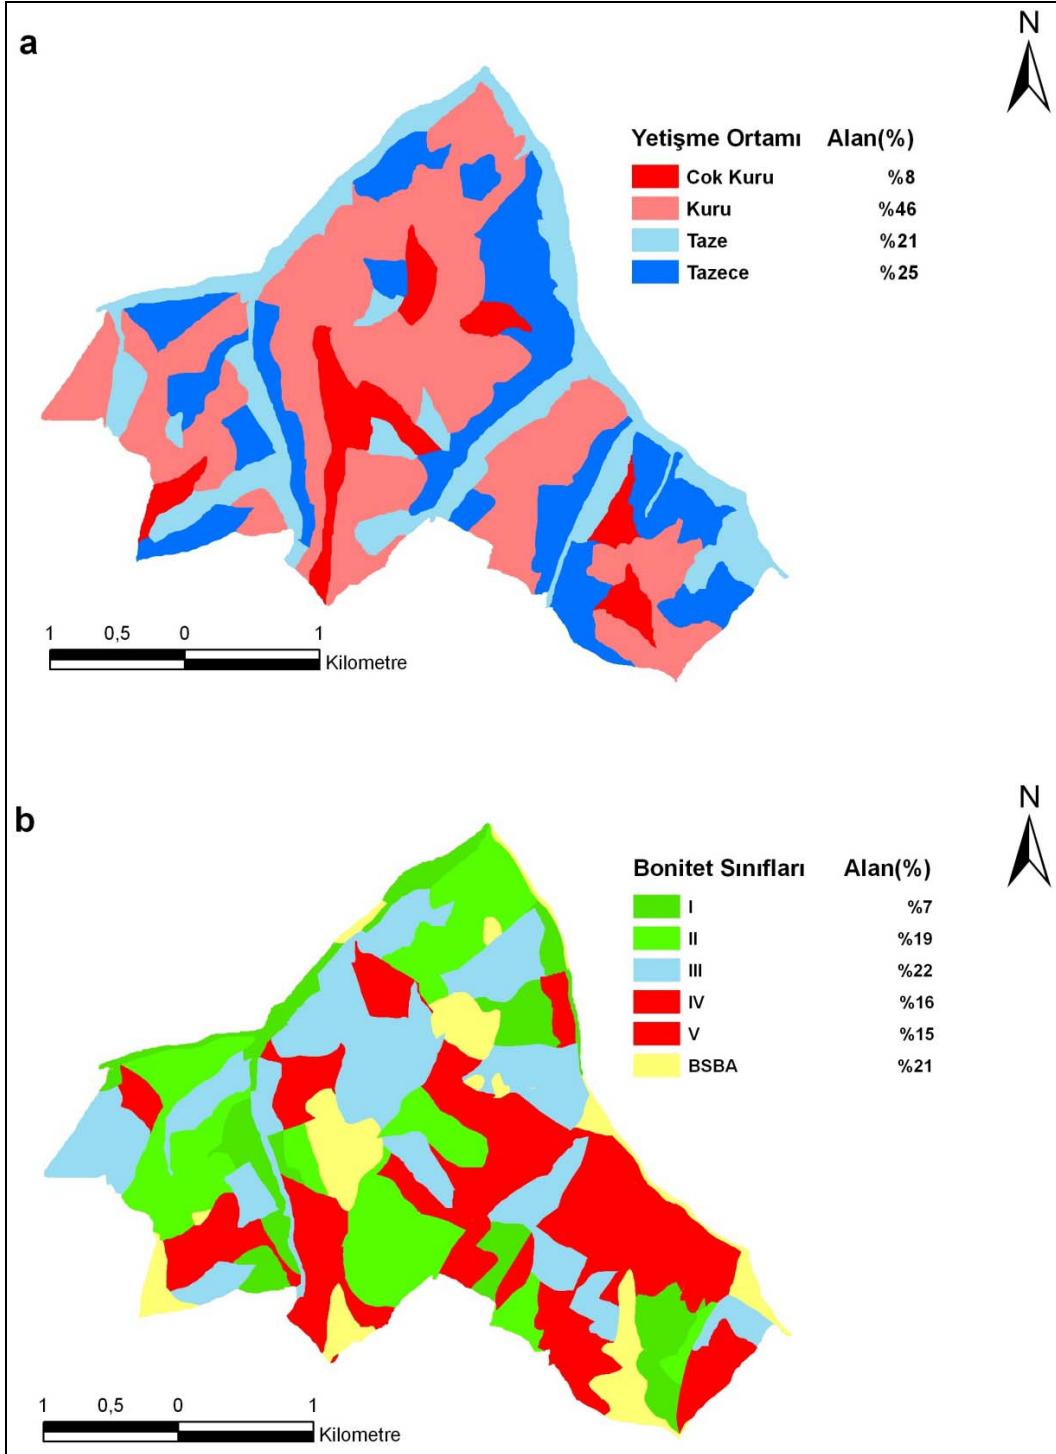 a
N
Yetişme Ortamı Alan(%)
Cok Kuru %8
Kuru %46
Taze %21
Tazece %25
1 0,5 0 1
Kilometre
b
N
Bonitet Sınıfları Alan(%)
I %7
II %19
III %22
IV %16
V %15
BSBA %21
1 0,5 0 1
Kilometre